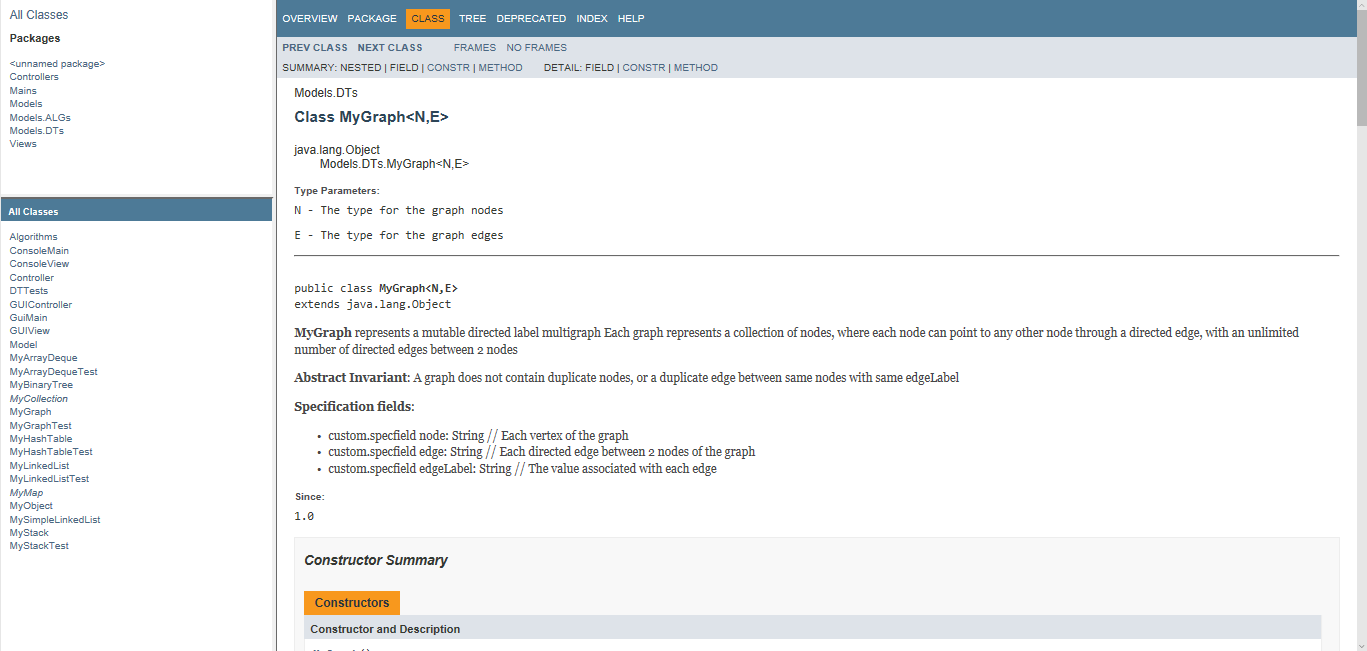 All Classes
Packages
<unnamed package>
Controllers
Mains
Models
Models.ALGs
Models.DTs
Views
All Classes
Algorithms
ConsoleMain
ConsoleView
Controller
DTTests
GUIController
GuiMain
GUIView
Model
MyArrayDeque
MyArrayDequeTest
MyBinaryTree
MyCollection
MyGraph
MyGraphTest
MyHashTable
MyHashTableTest
MyLinkedList
MyLinkedListTest
MyMap
MyObject
MySimpleLinkedList
MyStack
MyStackTest
OVERVIEW PACKAGE CLASS TREE DEPRECATED INDEX HELP
PREV CLASS NEXT CLASS FRAMES NO FRAMES
SUMMARY: NESTED | FIELD | CONSTR | METHOD DETAIL: FIELD | CONSTR | METHOD
Models.DTs
Class MyGraph<N,E>
java.lang.Object
Models.DTs.MyGraph<N,E>
Type Parameters:
N - The type for the graph nodes
E - The type for the graph edges
public class MyGraph<N,E>
extends java.lang.Object
MyGraph represents a mutable directed label multigraph Each graph represents a collection of nodes, where each node can point to any other node through a directed edge, with an unlimited
number of directed edges between 2 nodes
Abstract Invariant: A graph does not contain duplicate nodes, or a duplicate edge between same nodes with same edgeLabel
Specification fields:
• custom.specfield node: String // Each vertex of the graph
• custom.specfield edge: String // Each directed edge between 2 nodes of the graph
• custom.specfield edgeLabel: String // The value associated with each edge
Since:
1.0
Constructor Summary
Constructors
Constructor and Description